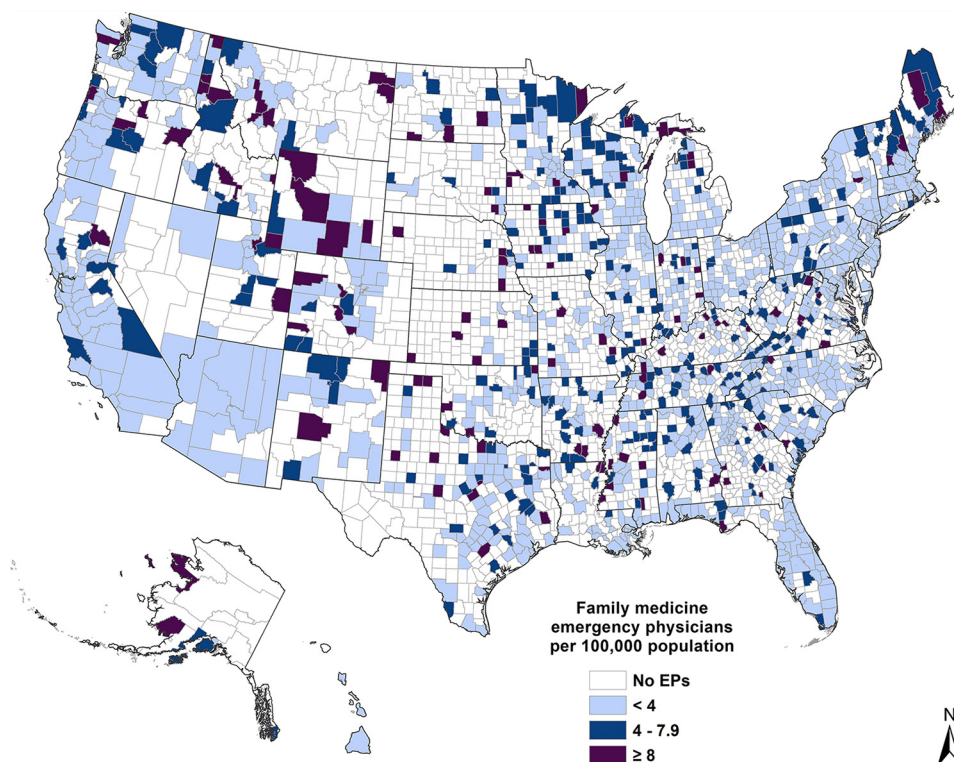 Family medicine
emergency physicians
per 100,000 population
No EPs
< 4
4 - 7.9
≥ 8
N